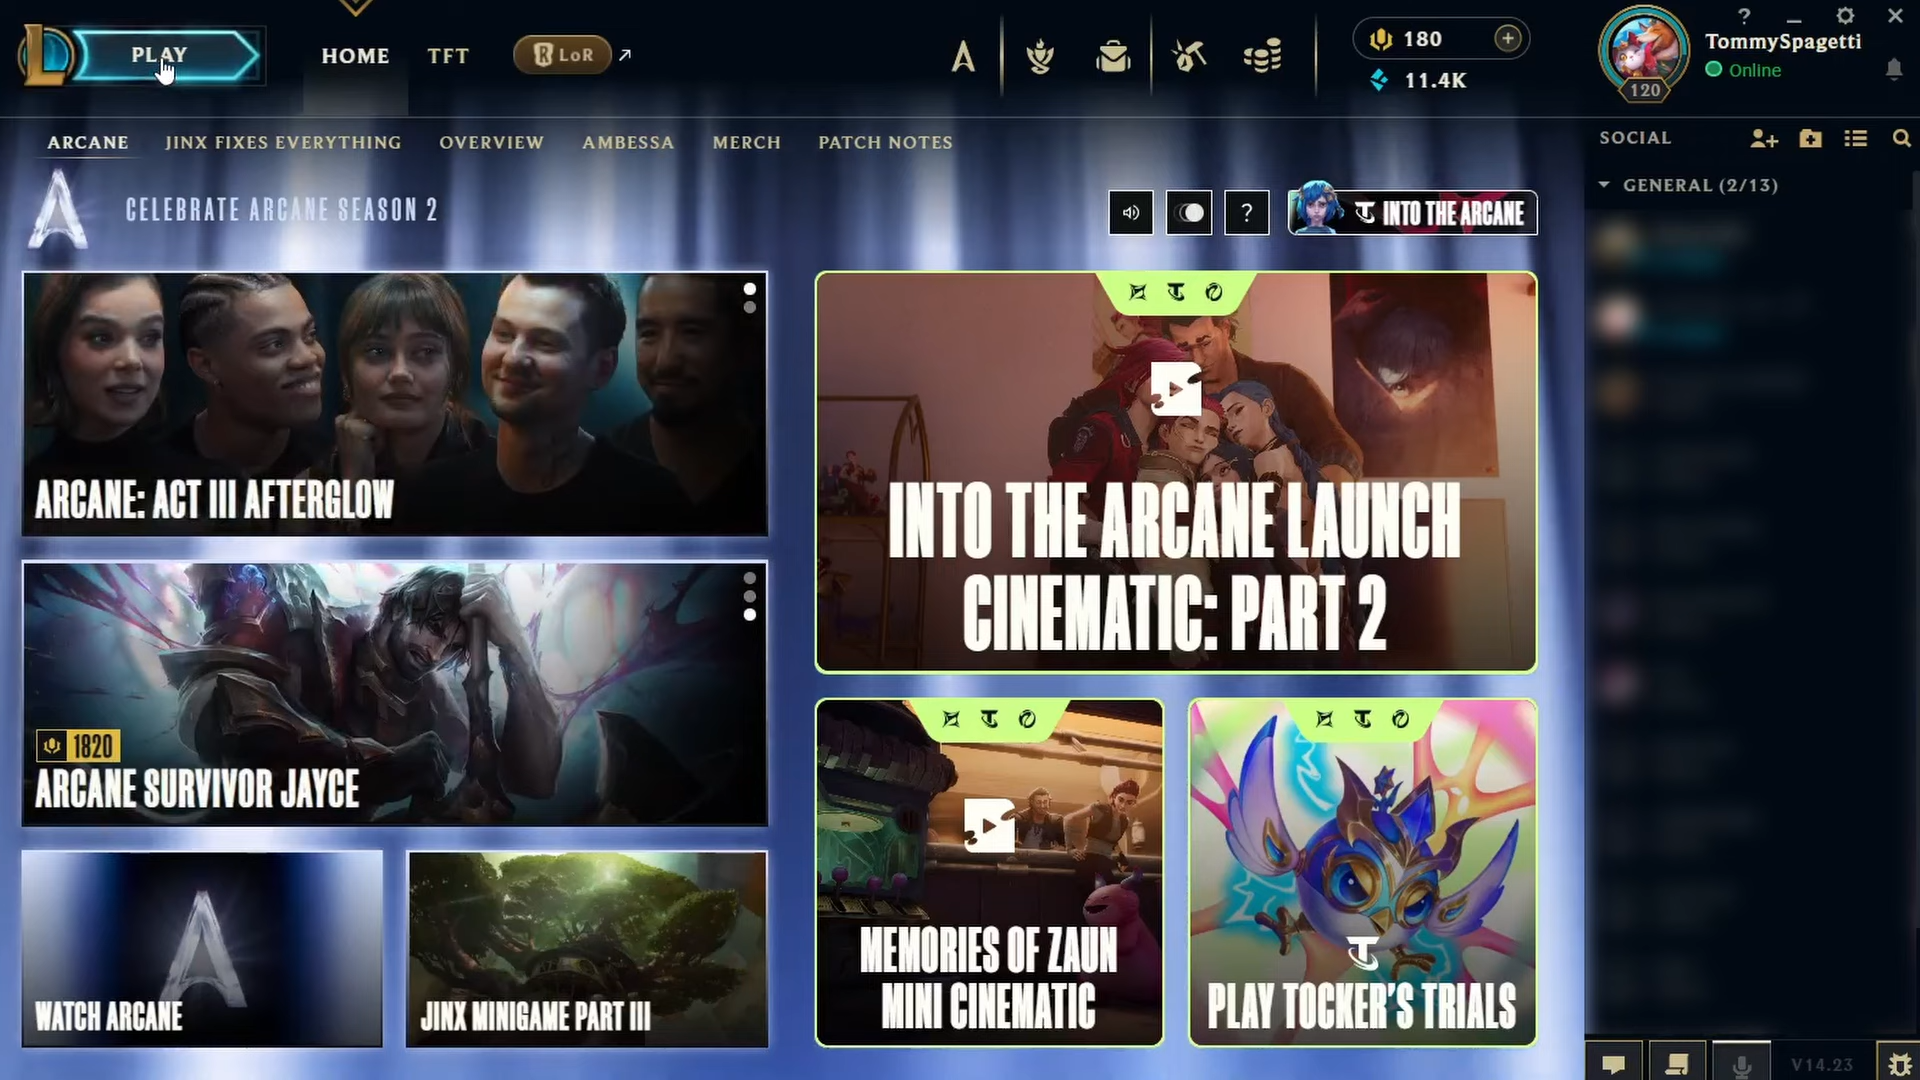 PLAY
HOME
TFT
LoR
180
11.4K
TommySpagetti
Online
120
ARCANE
JINX FIXES EVERYTHING
OVERVIEW
AMBESSA
MERCH
PATCH NOTES
SOCIAL
GENERAL (2/13)
CELEBRATE ARCANE SEASON 2
?
INTO THE ARCANE
ARCANE: ACT III AFTERGLOW
INTO THE ARCANE LAUNCH
CINEMATIC: PART 2
1820
ARCANE SURVIVOR JAYCE
WATCH ARCANE
JINX MINIGAME PART III
MEMORIES OF ZAUN
MINI CINEMATIC
PLAY TOCKER'S TRIALS
V14.23